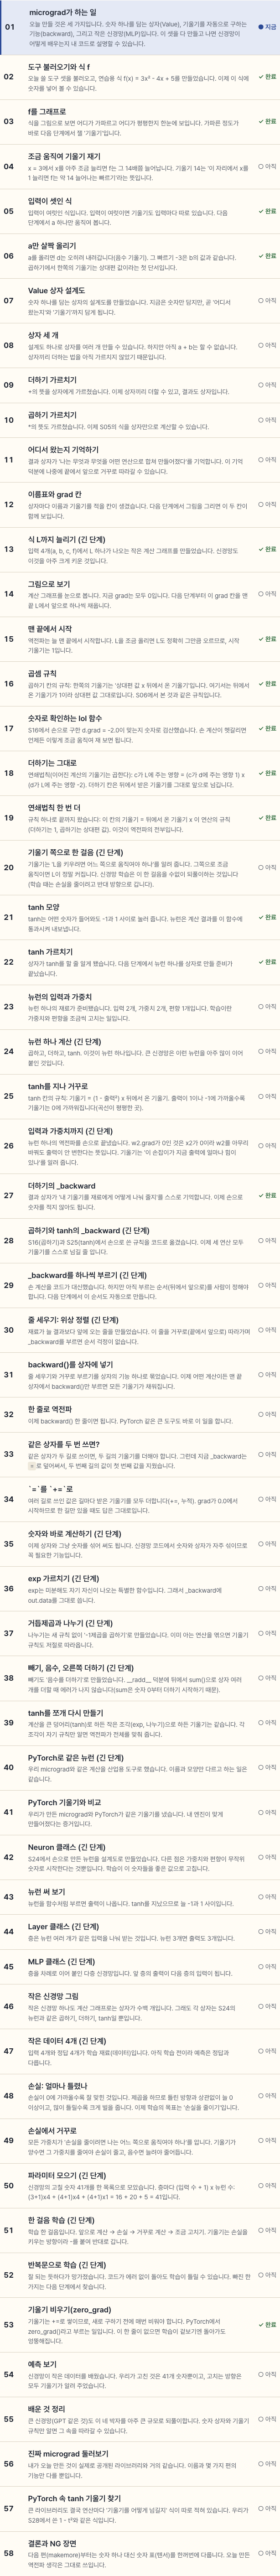 01
micrograd가 하는 일
오늘 만들 것은 세 가지입니다. 숫자 하나를 담는 상자(Value), 기울기를 자동으로 구하는
기능(backward), 그리고 작은 신경망(MLP)입니다. 이 셋을 다 만들고 나면 신경망이
어떻게 배우는지 내 코드로 설명할 수 있습니다.
● 지금
02
도구 불러오기와 식 f
오늘 쓸 도구 셋을 불러오고, 연습용 식 f(x) = 3x² - 4x + 5를 만들었습니다. 이제 이 식에
숫자를 넣어 볼 수 있습니다.
✓ 완료
03
f를 그래프로
식을 그림으로 보면 어디가 가파르고 어디가 평평한지 한눈에 보입니다. 가파른 정도가
바로 다음 단계에서 잴 '기울기'입니다.
✓ 완료
04
조금 움직여 기울기 재기
x = 3에서 x를 아주 조금 늘리면 f는 그 14배쯤 늘어납니다. 기울기 14는 '이 자리에서 x를
1 늘리면 f는 약 14 늘어나는 빠르기'라는 뜻입니다.
○ 아직
05
입력이 셋인 식
입력이 여럿인 식입니다. 입력이 여럿이면 기울기도 입력마다 따로 있습니다. 다음
단계에서 a 하나만 움직여 봅니다.
✓ 완료
06
a만 살짝 올리기
a를 올리면 d는 오히려 내려갑니다(음수 기울기). 그 빠르기 -3은 b의 값과 같습니다.
곱하기에서 한쪽의 기울기는 상대편 값이라는 첫 단서입니다.
✓ 완료
07
Value 상자 설계도
숫자 하나를 담는 상자의 설계도를 만들었습니다. 지금은 숫자만 담지만, 곧 '어디서
왔는지'와 '기울기'까지 담게 됩니다.
○ 아직
08
상자 세 개
설계도 하나로 상자를 여러 개 만들 수 있습니다. 하지만 아직 a + b는 할 수 없습니다.
상자끼리 더하는 법을 아직 가르치지 않았기 때문입니다.
○ 아직
09
더하기 가르치기
+의 뜻을 상자에게 가르쳤습니다. 이제 상자끼리 더할 수 있고, 결과도 상자입니다.
○ 아직
10
곱하기 가르치기
*의 뜻도 가르쳤습니다. 이제 S05의 식을 상자만으로 계산할 수 있습니다.
○ 아직
11
어디서 왔는지 기억하기
결과 상자가 '나는 무엇과 무엇을 어떤 연산으로 합쳐 만들어졌다'를 기억합니다. 이 기억
덕분에 나중에 끝에서 앞으로 거꾸로 따라갈 수 있습니다.
○ 아직
12
이름표와 grad 칸
상자마다 이름과 기울기를 적을 칸이 생겼습니다. 다음 단계에서 그림을 그리면 이 두 칸이
함께 보입니다.
○ 아직
13
식 L까지 늘리기 (긴 단계)
입력 4개(a, b, c, f)에서 L 하나가 나오는 작은 계산 그래프를 만들었습니다. 신경망도
이것을 아주 크게 키운 것입니다.
✓ 완료
14
그림으로 보기
계산 그래프를 눈으로 봅니다. 지금 grad는 모두 0입니다. 다음 단계부터 이 grad 칸을 맨
끝 L에서 앞으로 하나씩 채웁니다.
○ 아직
15
맨 끝에서 시작
역전파는 늘 맨 끝에서 시작합니다. L을 조금 올리면 L도 정확히 그만큼 오르므로, 시작
기울기는 1입니다.
✓ 완료
16
곱셈 규칙
곱하기 칸의 규칙: 한쪽의 기울기는 '상대편 값 x 뒤에서 온 기울기'입니다. 여기서는 뒤에서
온 기울기가 1이라 상대편 값 그대로입니다. S06에서 본 것과 같은 규칙입니다.
✓ 완료
17
숫자로 확인하는 lol 함수
S16에서 손으로 구한 d.grad = -2.0이 맞는지 숫자로 검산했습니다. 손 계산이 헷갈리면
언제든 이렇게 조금 움직여 재 보면 됩니다.
✓ 완료
18
더하기는 그대로
연쇄법칙(이어진 계산의 기울기는 곱한다): c가 L에 주는 영향 = (c가 d에 주는 영향 1) x
(d가 L에 주는 영향 -2). 더하기 칸은 뒤에서 받은 기울기를 그대로 앞으로 넘깁니다.
✓ 완료
19
연쇄법칙 한 번 더
규칙 하나로 끝까지 왔습니다: 이 칸의 기울기 = 뒤에서 온 기울기 x 이 연산의 규칙
(더하기는 1, 곱하기는 상대편 값). 이것이 역전파의 전부입니다.
✓ 완료
20
기울기 쪽으로 한 걸음 (긴 단계)
기울기는 'L을 키우려면 어느 쪽으로 움직여야 하나'를 알려 줍니다. 그쪽으로 조금
움직이면 L이 정말 커집니다. 신경망 학습은 이 한 걸음을 수없이 되풀이하는 것입니다
(학습 때는 손실을 줄이려고 반대 방향으로 갑니다).
○ 아직
21
tanh 모양
tanh는 어떤 숫자가 들어와도 -1과 1 사이로 눌러 줍니다. 뉴런은 계산 결과를 이 함수에
통과시켜 내보냅니다.
✓ 완료
22
tanh 가르치기
상자가 tanh를 할 줄 알게 됐습니다. 다음 단계에서 뉴런 하나를 상자로 만들 준비가
끝났습니다.
✓ 완료
23
뉴런의 입력과 가중치
뉴런 하나의 재료가 준비됐습니다. 입력 2개, 가중치 2개, 편향 1개입니다. 학습이란
가중치와 편향을 조금씩 고치는 일입니다.
○ 아직
24
뉴런 하나 계산 (긴 단계)
곱하고, 더하고, tanh. 이것이 뉴런 하나입니다. 큰 신경망은 이런 뉴런을 아주 많이 이어
붙인 것입니다.
○ 아직
25
tanh를 지나 거꾸로
tanh 칸의 규칙: 기울기 = (1 - 출력²) x 뒤에서 온 기울기. 출력이 1이나 -1에 가까울수록
기울기는 0에 가까워집니다(곡선이 평평한 곳).
○ 아직
26
입력과 가중치까지 (긴 단계)
뉴런 하나의 역전파를 손으로 끝냈습니다. w2.grad가 0인 것은 x2가 0이라 w2를 아무리
바꿔도 출력이 안 변한다는 뜻입니다. 기울기는 '이 손잡이가 지금 출력에 얼마나 힘이
있나'를 알려 줍니다.
○ 아직
27
더하기의 _backward
결과 상자가 '내 기울기를 재료에게 어떻게 나눠 줄지'를 스스로 기억합니다. 이제 손으로
숫자를 적지 않아도 됩니다.
✓ 완료
28
곱하기와 tanh의 _backward (긴 단계)
S16(곱하기)과 S25(tanh)에서 손으로 쓴 규칙을 코드로 옮겼습니다. 이제 세 연산 모두
기울기를 스스로 넘길 줄 압니다.
○ 아직
29
_backward를 하나씩 부르기 (긴 단계)
손 계산을 코드가 대신했습니다. 하지만 아직 부르는 순서(뒤에서 앞으로)를 사람이 정해야
합니다. 다음 단계에서 이 순서도 자동으로 만듭니다.
○ 아직
30
줄 세우기: 위상 정렬 (긴 단계)
재료가 늘 결과보다 앞에 오는 줄을 만들었습니다. 이 줄을 거꾸로(끝에서 앞으로) 따라가며
_backward를 부르면 순서 걱정이 없습니다.
○ 아직
31
backward()를 상자에 넣기
줄 세우기와 거꾸로 부르기를 상자의 기능 하나로 묶었습니다. 이제 어떤 계산이든 맨 끝
상자에서 backward()만 부르면 모든 기울기가 채워집니다.
○ 아직
32
한 줄로 역전파
이제 backward() 한 줄이면 됩니다. PyTorch 같은 큰 도구도 바로 이 일을 합니다.
○ 아직
33
같은 상자를 두 번 쓰면?
같은 상자가 두 길로 쓰이면, 두 길의 기울기를 더해야 합니다. 그런데 지금 _backward는
=로 덮어써서, 두 번째 길의 값이 첫 번째 값을 지웠습니다.
○ 아직
34
`=`를 `+=`로
여러 길로 쓰인 값은 길마다 받은 기울기를 모두 더합니다(+=, 누적). grad가 0.0에서
시작하므로 한 길만 있을 때도 답은 그대로입니다.
○ 아직
35
숫자와 바로 계산하기 (긴 단계)
이제 상자와 그냥 숫자를 섞어 써도 됩니다. 신경망 코드에서 숫자와 상자가 자주 섞이므로
꼭 필요한 기능입니다.
○ 아직
36
exp 가르치기 (긴 단계)
exp는 미분해도 자기 자신이 나오는 특별한 함수입니다. 그래서 _backward에
out.data를 그대로 씁니다.
○ 아직
37
거듭제곱과 나누기 (긴 단계)
나누기는 새 규칙 없이 '-1제곱을 곱하기'로 만들었습니다. 이미 아는 연산을 엮으면 기울기
규칙도 저절로 따라옵니다.
○ 아직
38
빼기, 음수, 오른쪽 더하기 (긴 단계)
빼기도 '음수를 더하기'로 만들었습니다. __radd__ 덕분에 뒤에서 sum()으로 상자 여러
개를 더할 때 에러가 나지 않습니다(sum은 숫자 0부터 더하기 시작하기 때문).
○ 아직
39
tanh를 쪼개 다시 만들기
계산을 큰 덩어리(tanh)로 하든 작은 조각(exp, 나누기)으로 하든 기울기는 같습니다. 각
조각이 자기 규칙만 알면 역전파가 전체를 맞춰 줍니다.
○ 아직
40
PyTorch로 같은 뉴런 (긴 단계)
우리 micrograd와 같은 계산을 산업용 도구로 했습니다. 이름과 모양만 다르고 하는 일은
같습니다.
○ 아직
41
PyTorch 기울기와 비교
우리가 만든 micrograd와 PyTorch가 같은 기울기를 냈습니다. 내 엔진이 맞게
만들어졌다는 증거입니다.
○ 아직
42
Neuron 클래스 (긴 단계)
S24에서 손으로 만든 뉴런을 설계도로 만들었습니다. 다른 점은 가중치와 편향이 무작위
숫자로 시작한다는 것뿐입니다. 학습이 이 숫자들을 좋은 값으로 고칩니다.
○ 아직
43
뉴런 써 보기
뉴런을 함수처럼 부르면 출력이 나옵니다. tanh를 지났으므로 늘 -1과 1 사이입니다.
○ 아직
44
Layer 클래스 (긴 단계)
층은 뉴런 여러 개가 같은 입력을 나눠 받는 것입니다. 뉴런 3개면 출력도 3개입니다.
○ 아직
45
MLP 클래스 (긴 단계)
층을 차례로 이어 붙인 다층 신경망입니다. 앞 층의 출력이 다음 층의 입력이 됩니다.
○ 아직
46
작은 신경망 그림
작은 신경망 하나도 계산 그래프로는 상자가 수백 개입니다. 그래도 각 상자는 S24의
뉴런과 같은 곱하기, 더하기, tanh일 뿐입니다.
○ 아직
47
작은 데이터 4개 (긴 단계)
입력 4개와 정답 4개가 학습 재료(데이터)입니다. 아직 학습 전이라 예측은 정답과
다릅니다.
○ 아직
48
손실: 얼마나 틀렸나
손실이 0에 가까울수록 잘 맞힌 것입니다. 제곱을 하므로 틀린 방향과 상관없이 늘 0
이상이고, 많이 틀릴수록 크게 벌을 줍니다. 이제 학습의 목표는 '손실을 줄이기'입니다.
○ 아직
49
손실에서 거꾸로
모든 가중치가 '손실을 줄이려면 나는 어느 쪽으로 움직여야 하나'를 압니다. 기울기가
양수면 그 가중치를 줄여야 손실이 줄고, 음수면 늘려야 줄어듭니다.
○ 아직
50
파라미터 모으기 (긴 단계)
신경망의 고칠 숫자 41개를 한 목록으로 모았습니다. 층마다 (입력 수 + 1) x 뉴런 수:
(3+1)x4 + (4+1)x4 + (4+1)x1 = 16 + 20 + 5 = 41입니다.
○ 아직
51
한 걸음 학습 (긴 단계)
학습 한 걸음입니다. 앞으로 계산 → 손실 → 거꾸로 계산 → 조금 고치기. 기울기는 손실을
키우는 방향이라 -를 붙여 반대로 갑니다.
○ 아직
52
반복문으로 학습 (긴 단계)
잘 되는 듯하다가 망가졌습니다. 코드가 에러 없이 돌아도 학습이 틀릴 수 있습니다. 빠진 한
가지는 다음 단계에서 찾습니다.
○ 아직
53
기울기 비우기(zero_grad)
기울기는 +=로 쌓이므로, 새로 구하기 전에 매번 비워야 합니다. PyTorch에서
zero_grad()라고 부르는 일입니다. 이 한 줄이 없으면 학습이 겉보기엔 돌아가도
엉뚱해집니다.
✓ 완료
54
예측 보기
신경망이 작은 데이터를 배웠습니다. 우리가 고친 것은 41개 숫자뿐이고, 고치는 방향은
모두 기울기가 알려 주었습니다.
○ 아직
55
배운 것 정리
큰 신경망(GPT 같은 것)도 이 네 박자를 아주 큰 규모로 되풀이합니다. 숫자 상자와 기울기
규칙만 알면 그 속을 따라갈 수 있습니다.
○ 아직
56
진짜 micrograd 둘러보기
내가 오늘 만든 것이 실제로 공개된 라이브러리와 거의 같습니다. 이름과 몇 가지 편의
기능만 다를 뿐입니다.
○ 아직
57
PyTorch 속 tanh 기울기 찾기
큰 라이브러리도 결국 연산마다 '기울기를 어떻게 넘길지' 식이 따로 적혀 있습니다. 우리가
S28에서 쓴 1 - t²과 같은 식입니다.
○ 아직
58
결론과 NG 장면
다음 편(makemore)부터는 숫자 하나 대신 숫자 표(텐서)를 한꺼번에 다룹니다. 오늘 만든
역전파 생각은 그대로 쓰입니다.
○ 아직